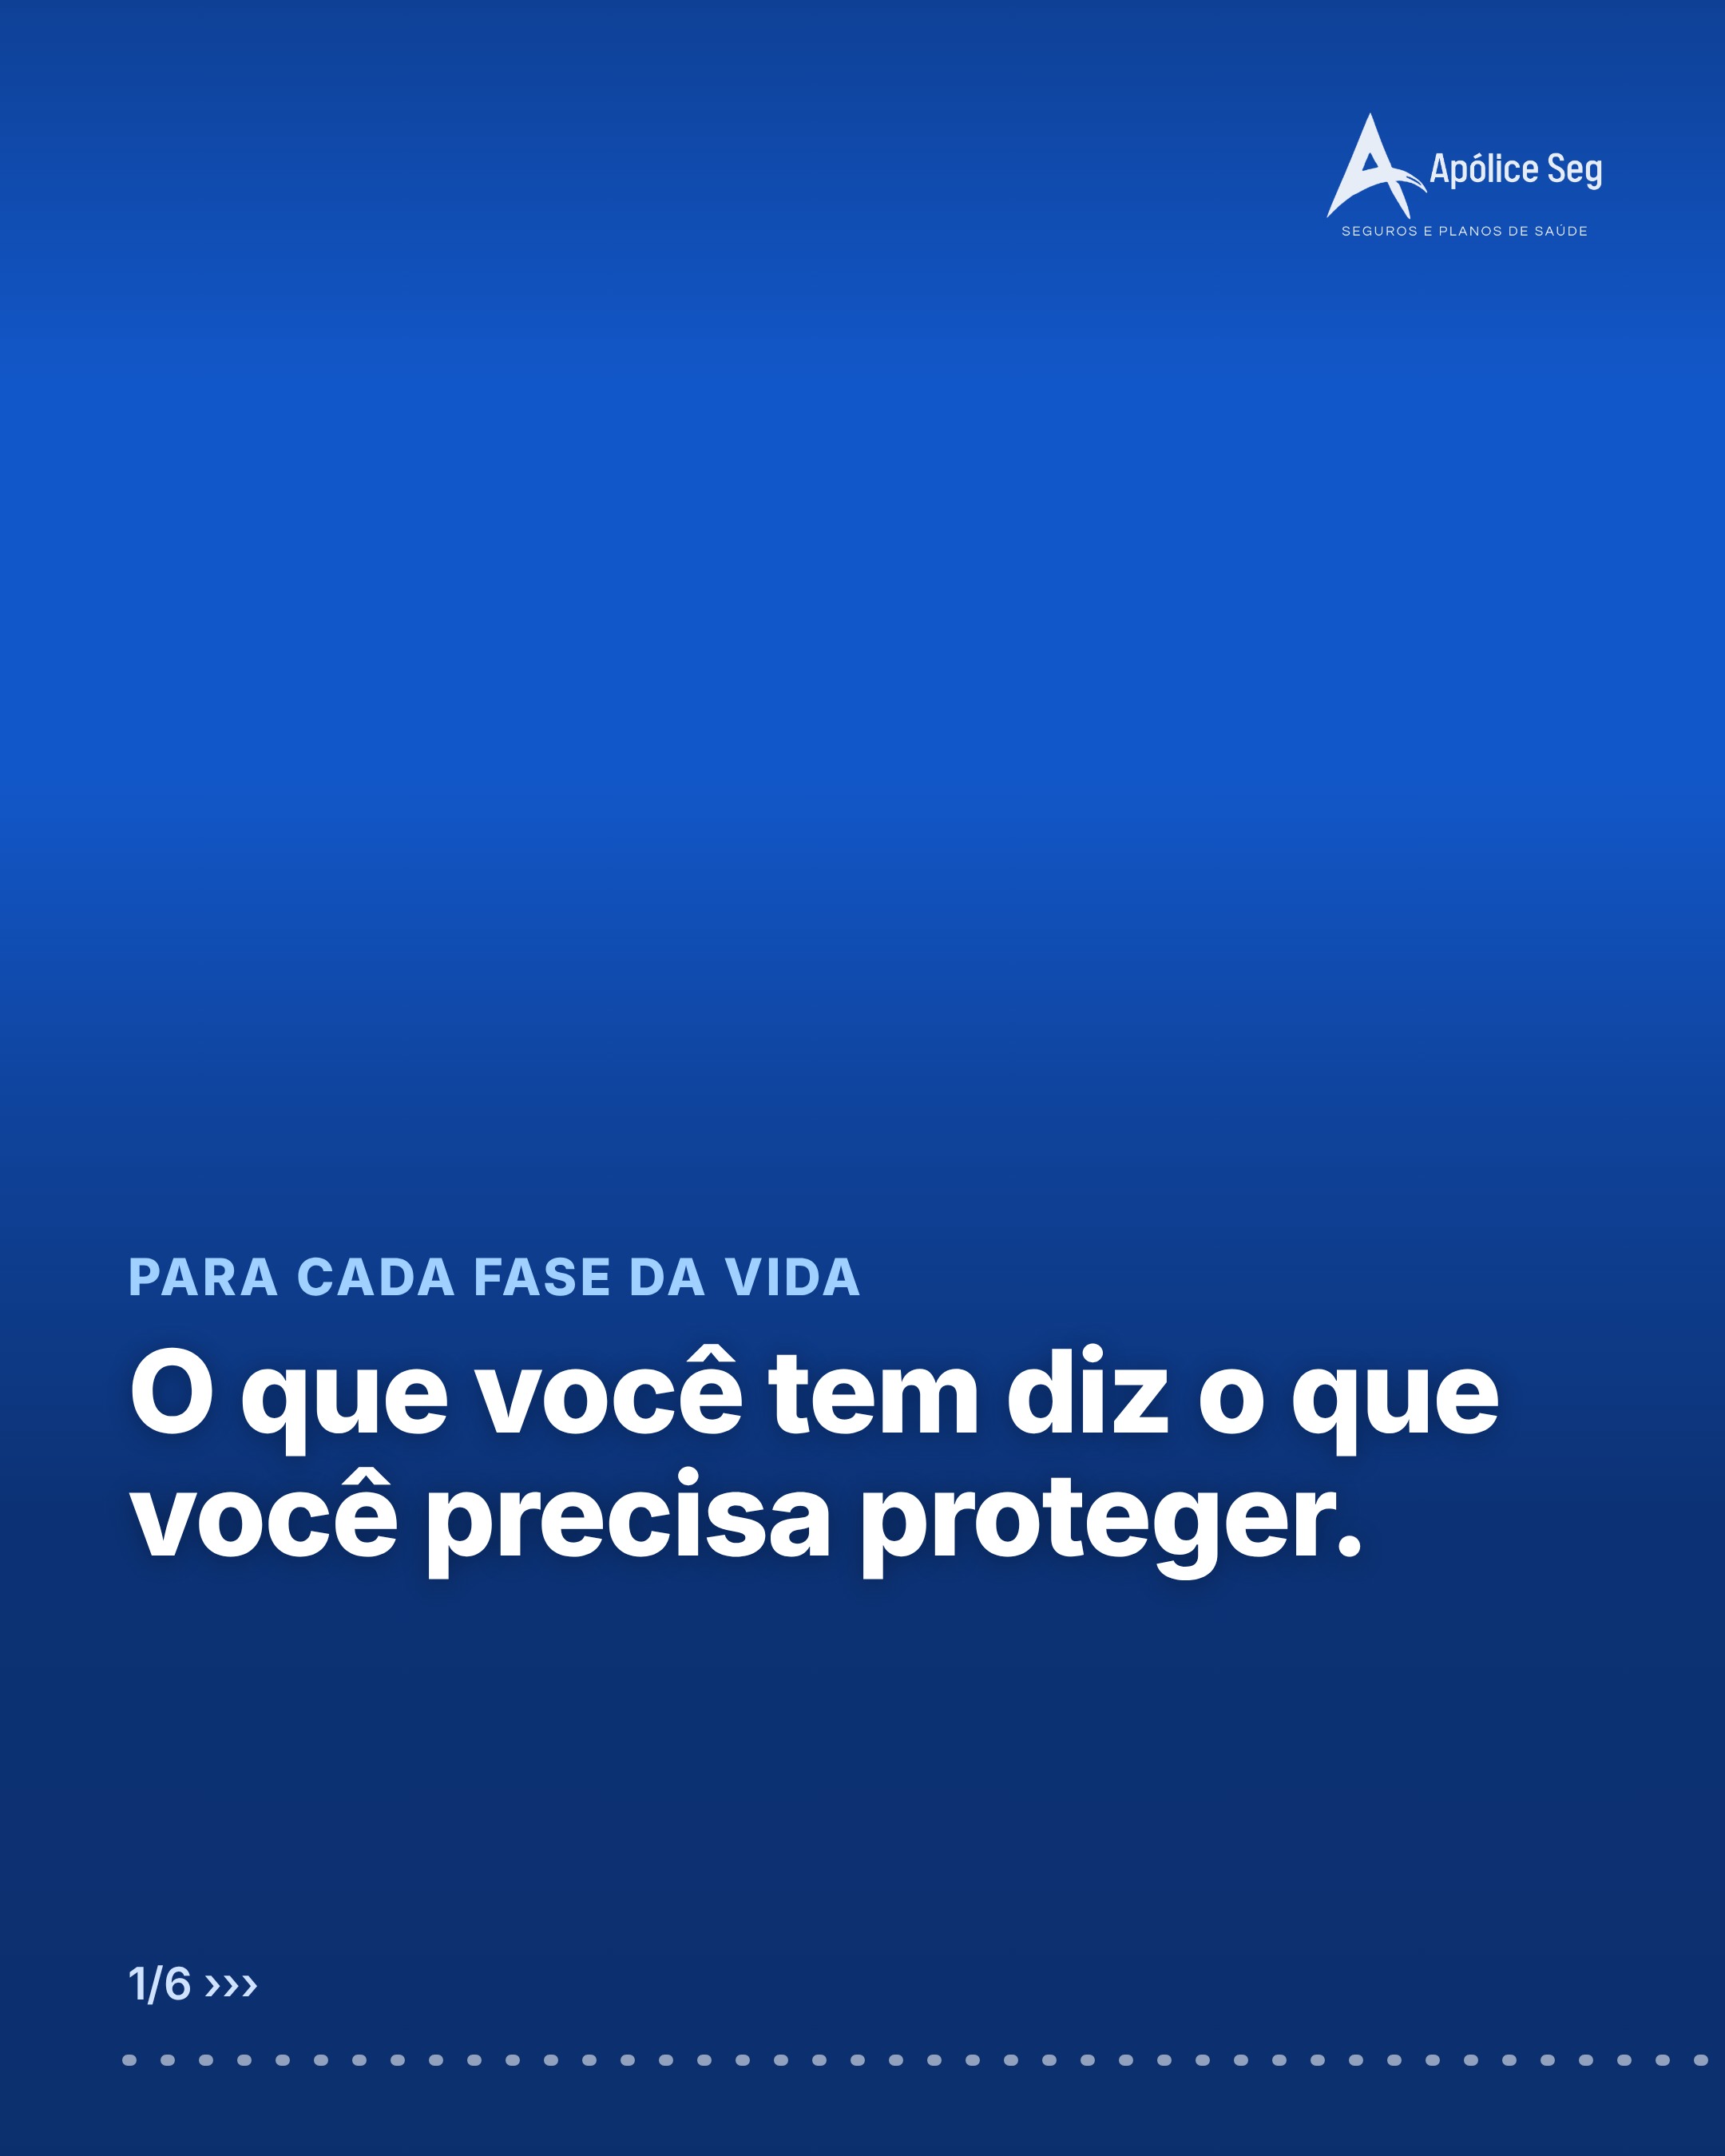 Apólice Seg
SEGUROS E PLANOS DE SAÚDE
PARA CADA FASE DA VIDA
O que você tem diz o que
você precisa proteger.
1/6 >>>